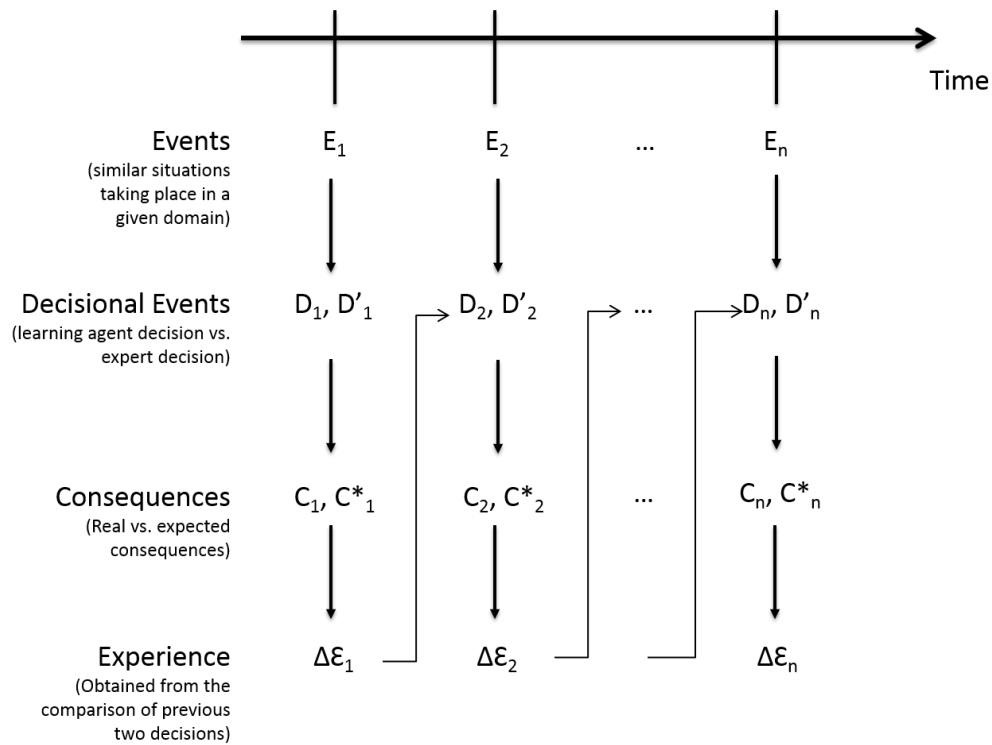 Time
Events
(similar situations
taking place in a
given domain)
E₁ E₂ ... Eₙ
Decisional Events
(learning agent decision vs.
expert decision)
D₁, D’₁ D₂, D’₂ ... Dₙ, D’ₙ
Consequences
(Real vs. expected
consequences)
C₁, C*₁ C₂, C*₂ ... Cₙ, C*ₙ
Experience
(Obtained from the
comparison of previous
two decisions)
ΔƐ₁ ΔƐ₂ ΔƐₙ